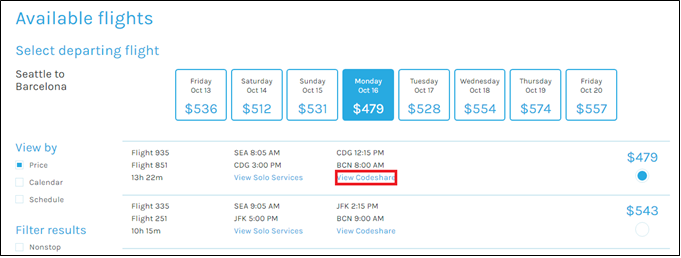 Available flights
Select departing flight
Seattle to
Barcelona
Friday
Oct 13
$536
Saturday
Oct 14
$512
Sunday
Oct 15
$531
Monday
Oct 16
$479
Tuesday
Oct 17
$528
Wednesday
Oct 18
$554
Thursday
Oct 19
$574
Friday
Oct 20
$557
View by
Price
Calendar
Schedule
Filter results
Nonstop
Flight 935 SEA 8:05 AM CDG 12:15 PM
Flight 851 CDG 3:00 PM BCN 8:00 AM
13h 22m View Solo Services View Codeshare
$479
Flight 335 SEA 9:05 AM JFK 2:15 PM
Flight 251 JFK 5:00 PM BCN 9:00 AM
10h 15m View Solo Services View Codeshare
$543